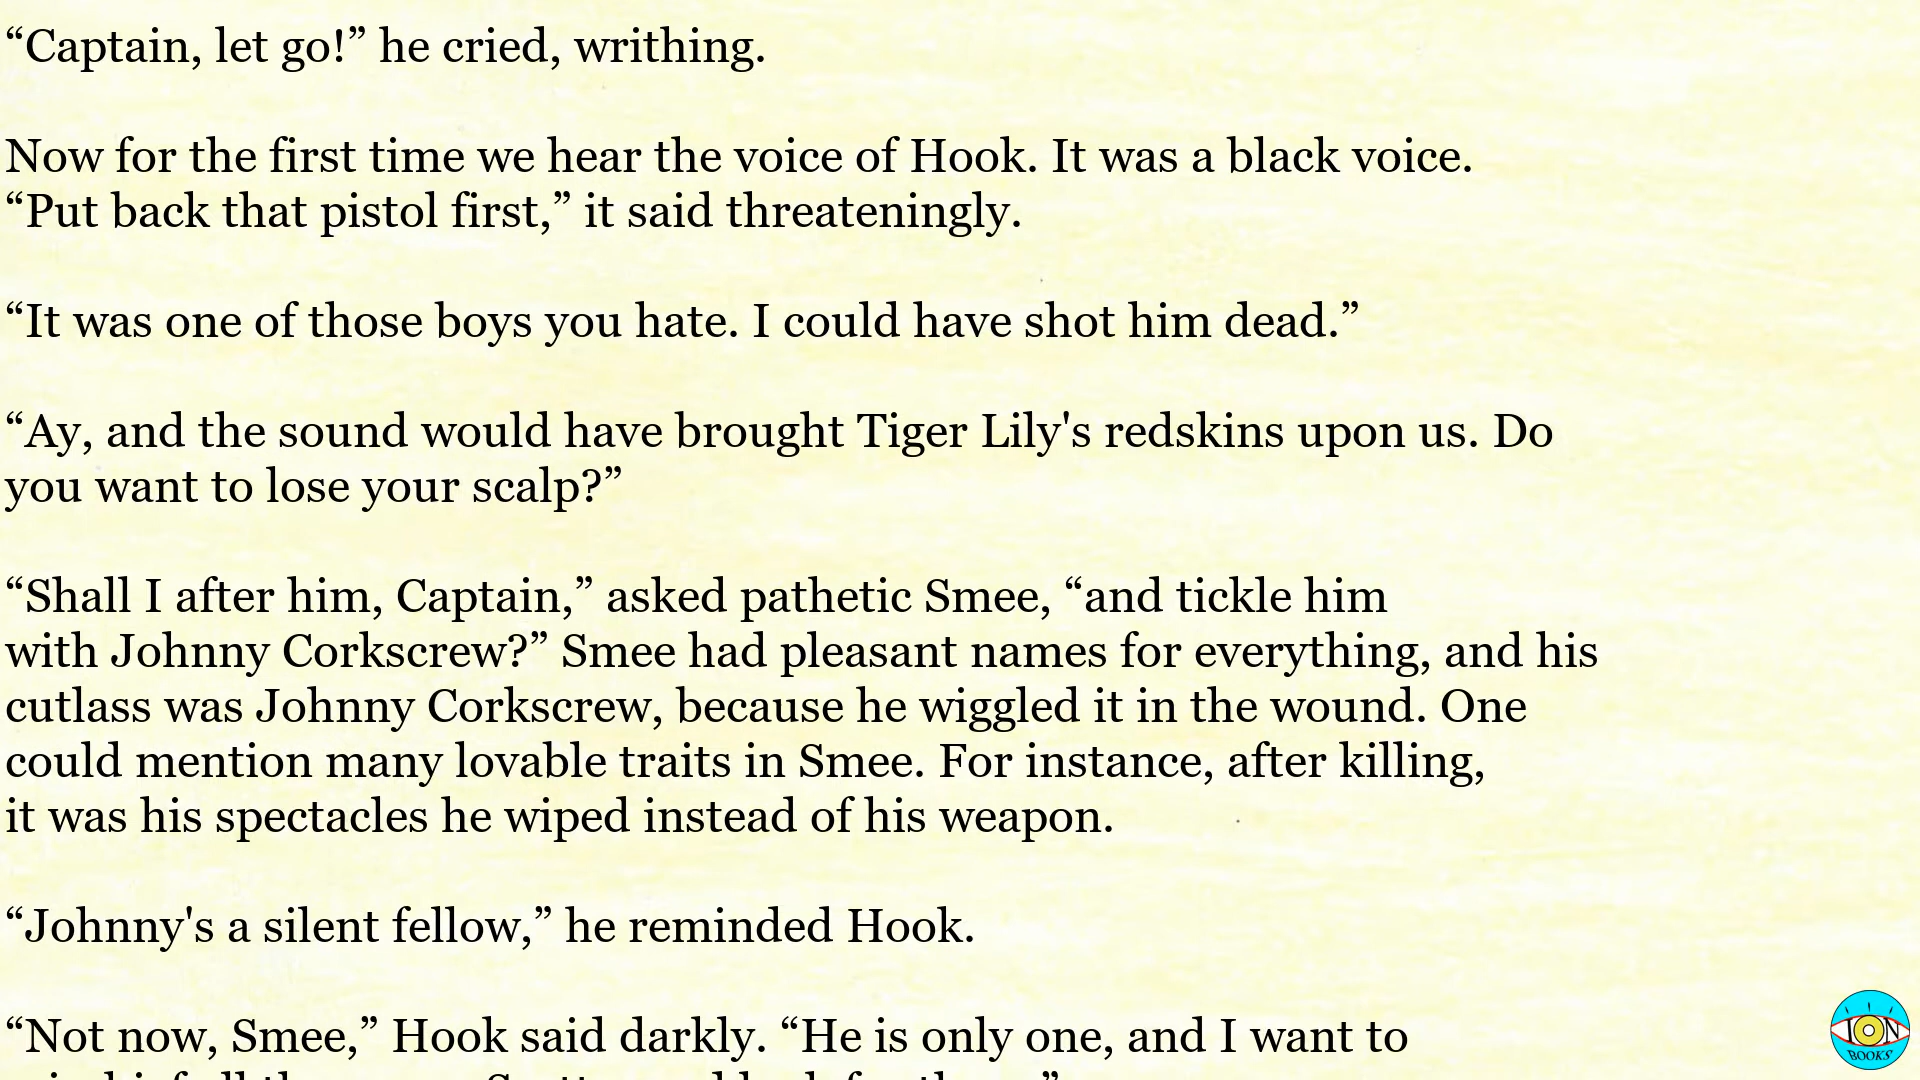 “Captain, let go!” he cried, writhing.
Now for the first time we hear the voice of Hook. It was a black voice.
“Put back that pistol first,” it said threateningly.
“It was one of those boys you hate. I could have shot him dead.”
“Ay, and the sound would have brought Tiger Lily's redskins upon us. Do
you want to lose your scalp?”
“Shall I after him, Captain,” asked pathetic Smee, “and tickle him
with Johnny Corkscrew?” Smee had pleasant names for everything, and his
cutlass was Johnny Corkscrew, because he wiggled it in the wound. One
could mention many lovable traits in Smee. For instance, after killing,
it was his spectacles he wiped instead of his weapon.
“Johnny's a silent fellow,” he reminded Hook.
“Not now, Smee,” Hook said darkly. “He is only one, and I want to
ION
BOOKS